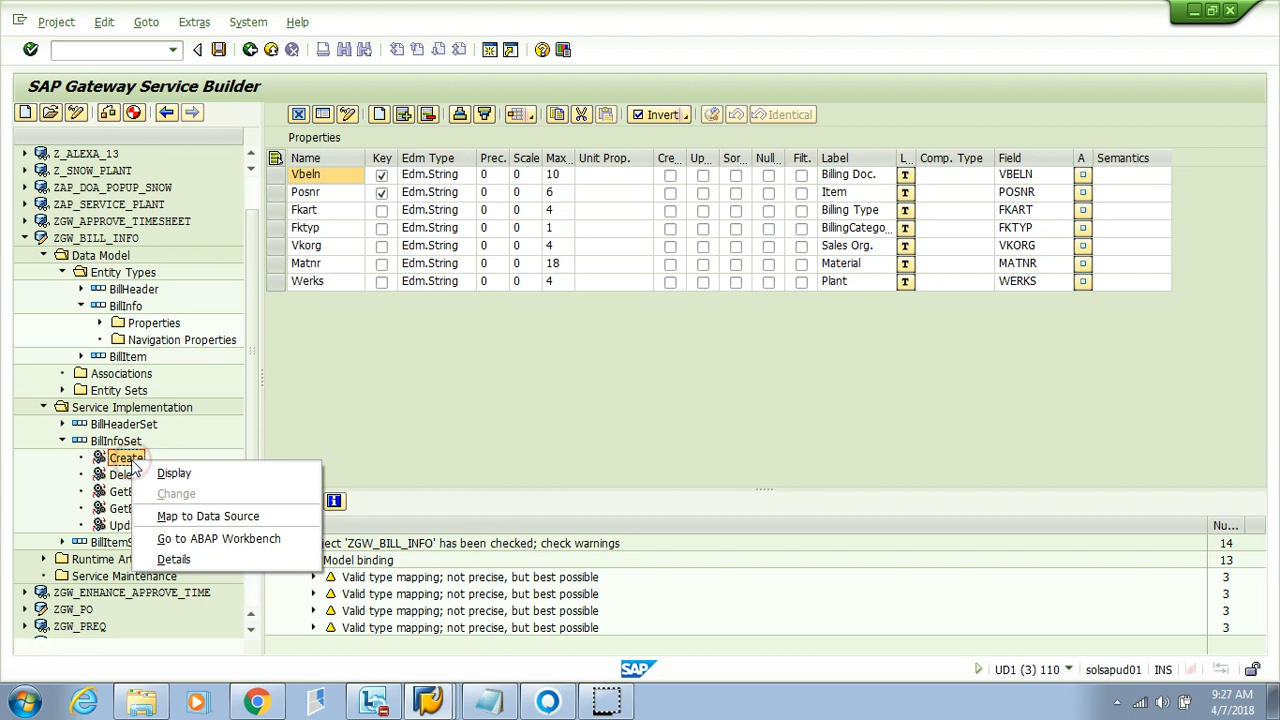 Project Edit Goto Extras System Help
SAP Gateway Service Builder
Invert Identical
Properties
Name Key Edm Type Prec. Scale Max... Unit Prop. Cre... Up... Sor... Null... Filt. Label L... Comp. Type Field A Semantics
Vbeln Edm.String 0 0 10 Billing Doc. T VBELN
Posnr Edm.String 0 0 6 Item T POSNR
Fkart Edm.String 0 0 4 Billing Type T FKART
Fktyp Edm.String 0 0 1 BillingCatego... T FKTYP
Vkorg Edm.String 0 0 4 Sales Org. T VKORG
Matnr Edm.String 0 0 18 Material T MATNR
Werks Edm.String 0 0 4 Plant T WERKS
Z_ALEXA_13
Z_SNOW_PLANT
ZAP_DOA_POPUP_SNOW
ZAP_SERVICE_PLANT
ZGW_APPROVE_TIMESHEET
ZGW_BILL_INFO
Data Model
Entity Types
BillHeader
BillInfo
Properties
Navigation Properties
BillItem
Associations
Entity Sets
Service Implementation
BillHeaderSet
BillInfoSet
Create
Dele
GetE
GetE
Upda
BillItemS
Runtime Art
Service Maintenance
ZGW_ENHANCE_APPROVE_TIME
ZGW_PO
ZGW_PREQ
Display
Change
Map to Data Source
Go to ABAP Workbench
Details
Nu...
ject 'ZGW_BILL_INFO' has been checked; check warnings 14
Model binding 13
Valid type mapping; not precise, but best possible 3
Valid type mapping; not precise, but best possible 3
Valid type mapping; not precise, but best possible 3
Valid type mapping; not precise, but best possible 3
SAP
UD1 (3) 110 solsapud01 INS
9:27 AM
4/7/2018